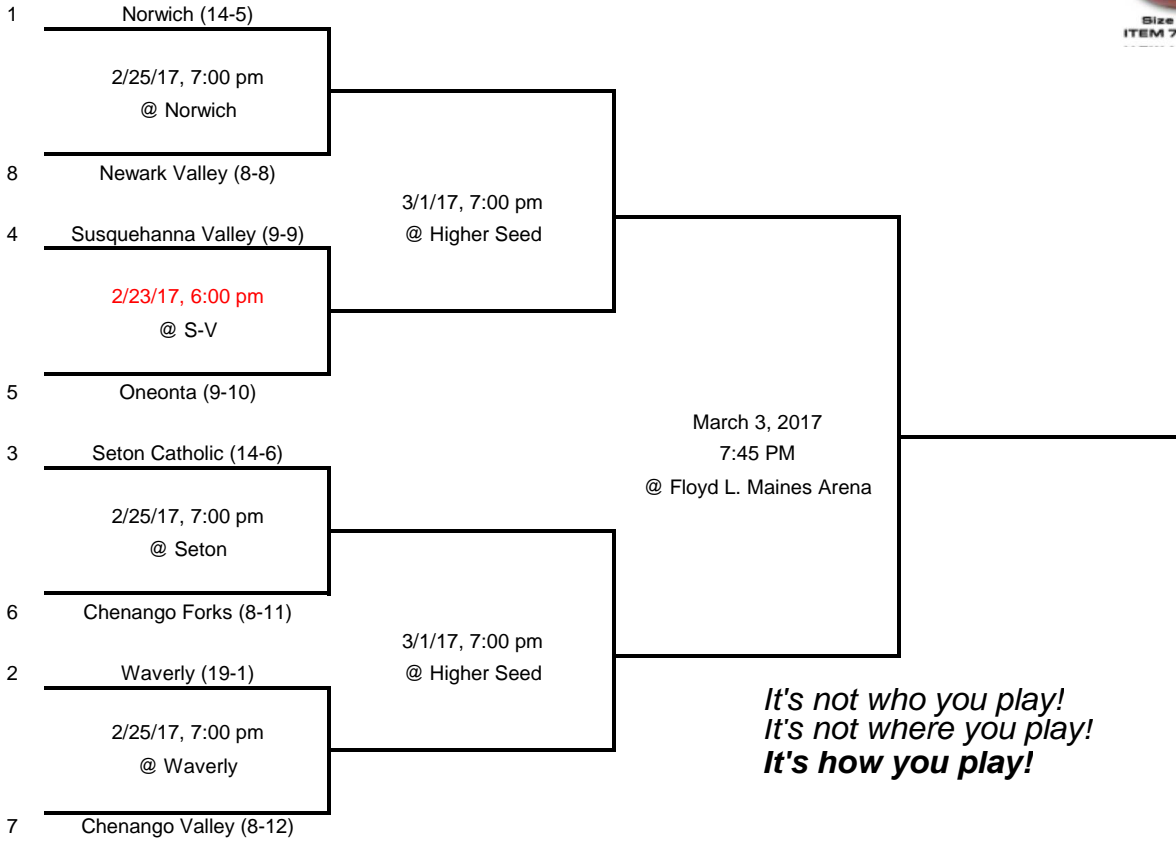 1 Norwich (14-5)
Size
ITEM 7
2/25/17, 7:00 pm
@ Norwich
8 Newark Valley (8-8)
3/1/17, 7:00 pm
@ Higher Seed
4 Susquehanna Valley (9-9)
2/23/17, 6:00 pm
@ S-V
5 Oneonta (9-10)
March 3, 2017
7:45 PM
@ Floyd L. Maines Arena
3 Seton Catholic (14-6)
2/25/17, 7:00 pm
@ Seton
6 Chenango Forks (8-11)
3/1/17, 7:00 pm
@ Higher Seed
2 Waverly (19-1)
2/25/17, 7:00 pm
@ Waverly
7 Chenango Valley (8-12)
It's not who you play!
It's not where you play!
It's how you play!